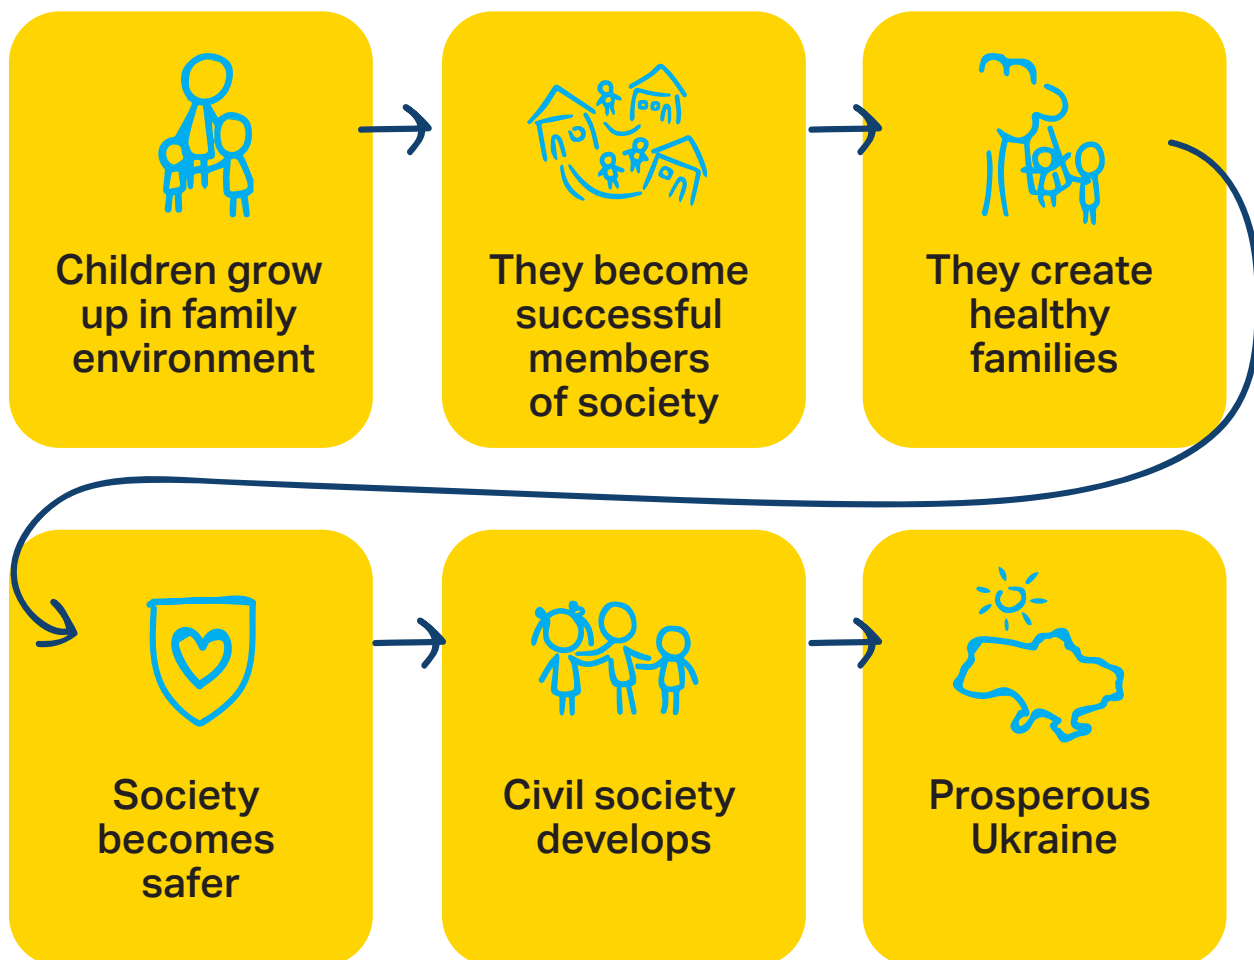 Children grow
up in family
environment
They become
successful
members
of society
They create
healthy
families
Society
becomes
safer
Civil society
develops
Prosperous
Ukraine